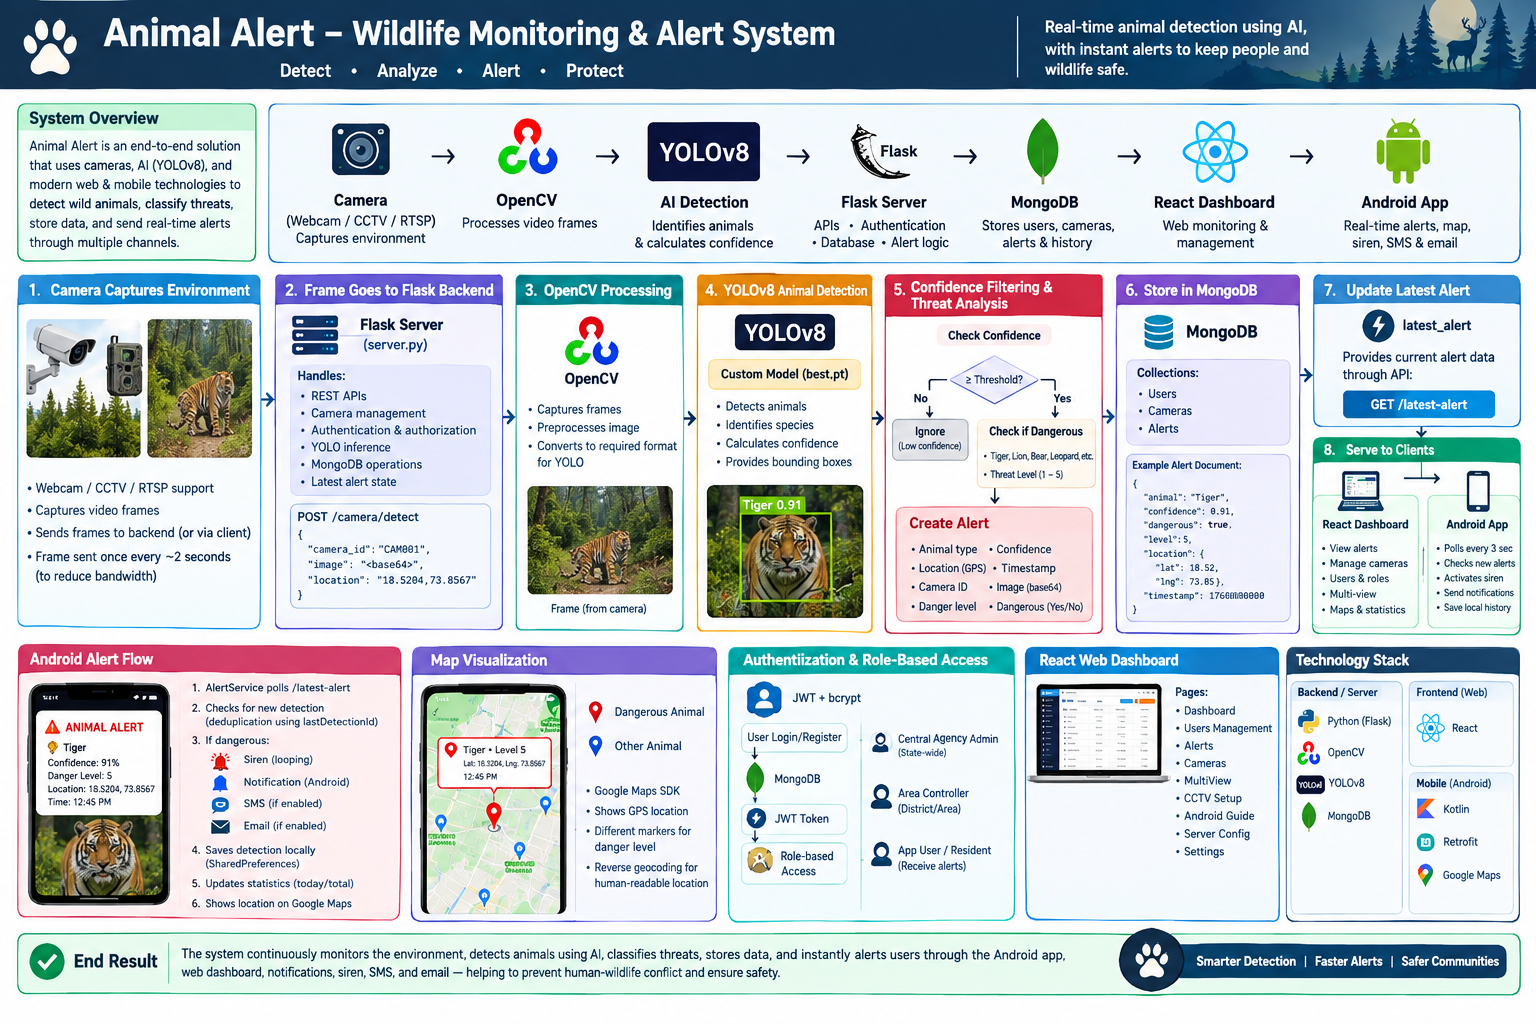 Animal Alert – Wildlife Monitoring & Alert System
Detect • Analyze • Alert • Protect
Real-time animal detection using AI,
with instant alerts to keep people and
wildlife safe.
System Overview
Animal Alert is an end-to-end solution
that uses cameras, AI (YOLOv8), and
modern web & mobile technologies to
detect wild animals, classify threats,
store data, and send real-time alerts
through multiple channels.
Camera
(Webcam / CCTV / RTSP)
Captures environment
OpenCV
Processes video frames
YOLOv8
AI Detection
Identifies animals
& calculates confidence
Flask
Flask Server
APIs • Authentication
• Database • Alert logic
MongoDB
Stores users, cameras,
alerts & history
React Dashboard
Web monitoring &
management
Android App
Real-time alerts, map,
siren, SMS & email
1. Camera Captures Environment
• Webcam / CCTV / RTSP support
• Captures video frames
• Sends frames to backend (or via client)
• Frame sent once every ~2 seconds
(to reduce bandwidth)
2. Frame Goes to Flask Backend
Flask Server
(server.py)
Handles:
• REST APIs
• Camera management
• Authentication & authorization
• YOLO inference
• MongoDB operations
• Latest alert state
POST /camera/detect
{
"camera_id": "CAM001",
"image": "<base64>",
"location": "18.5204,73.8567"
}
3. OpenCV Processing
OpenCV
• Captures frames
• Preprocesses image
• Converts to required format
for YOLO
Frame (from camera)
4. YOLOv8 Animal Detection
YOLOv8
Custom Model (best,pt)
• Detects animals
• Identifies species
• Calculates confidence
• Provides bounding boxes
Tiger 0.91
5. Confidence Filtering &
Threat Analysis
Check Confidence
≥ Threshold?
No
Yes
Ignore
(Low confidence)
Check if Dangerous
• Tiger, Lion, Bear, Leopard, etc.
• Threat Level (1 – 5)
Create Alert
• Animal type • Confidence
• Location (GPS) • Timestamp
• Camera ID • Image (base64)
• Danger level • Dangerous (Yes/No)
6. Store in MongoDB
MongoDB
Collections:
• Users
• Cameras
• Alerts
Example Alert Document:
{
"animal": "Tiger",
"confidence": 0.91,
"dangerous": true,
"level": 5,
"location": {
"lat": 18.52,
"lng": 73.85 },
"timestamp":
}
7. Update Latest Alert
latest_alert
Provides current alert data
through API:
GET /latest-alert
8. Serve to Clients
React Dashboard
• View alerts
• Manage cameras
• Users & roles
• Multi-view
• Maps & statistics
Android App
• Polls every 3 sec
• Checks new alerts
• Activates siren
• Send notifications
• Save local history
Android Alert Flow
ANIMAL ALERT
Tiger
Confidence: 91%
Danger Level: 5
Location: 18.5204, 73.8567
Time: 12:45 PM
1. AlertService polls /latest-alert
2. Checks for new detection
(deduplication using lastDetectionId)
3. If dangerous:
Siren (looping)
Notification (Android)
SMS (if enabled)
Email (if enabled)
4. Saves detection locally
(SharedPreferences)
5. Updates statistics (today/total)
6. Shows location on Google Maps
Map Visualization
Tiger • Level 5
Lat: 18.5204, Lng. 73.8567
12:45 PM
Dangerous Animal
Other Animal
• Google Maps SDK
• Shows GPS location
• Different markers for
danger level
• Reverse geocoding for
human-readable location
Authentiization & Role-Based Access
JWT + bcrypt
User Login/Register
MongoDB
JWT Token
Role-based
Access
Central Agency Admin
(State-wide)
Area Controller
(District/Area)
App User / Resident
(Receive alerts)
React Web Dashboard
Pages:
• Dashboard
• Users Management
• Alerts
• Cameras
• MultiView
• CCTV Setup
• Android Guide
• Server Config
• Settings
Technology Stack
Backend / Server
Python (Flask)
OpenCV
YOLOv8
MongoDB
Frontend (Web)
React
Mobile (Android)
Kotlin
Retrofit
Google Maps
End Result
The system continuously monitors the environment, detects animals using AI, classifies threats, stores data, and instantly alerts users through the Android app,
web dashboard, notifications, siren, SMS, and email — helping to prevent human-wildlife conflict and ensure safety.
Smarter Detection | Faster Alerts | Safer Communities